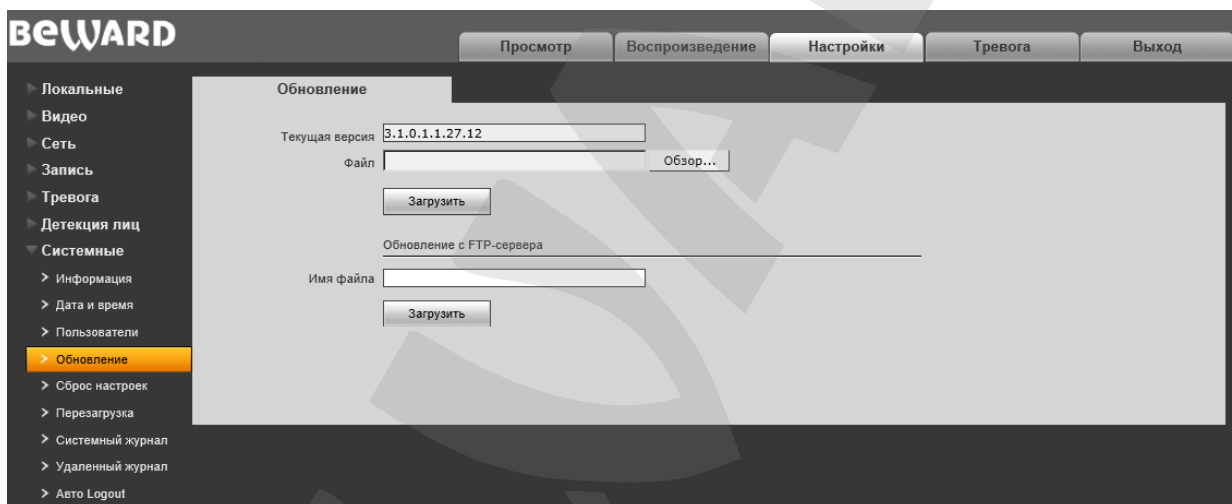 BEWARD
Просмотр
Воспроизведение
Настройки
Тревога
Выход
Локальные
Видео
Сеть
Запись
Тревога
Детекция лиц
Системные
Информация
Дата и время
Пользователи
Обновление
Сброс настроек
Перезагрузка
Системный журнал
Удаленный журнал
Авто Logout
Обновление
Текущая версия 3.1.0.1.1.27.12
Файл Обзор...
Загрузить
Обновление с FTP-сервера
Имя файла
Загрузить